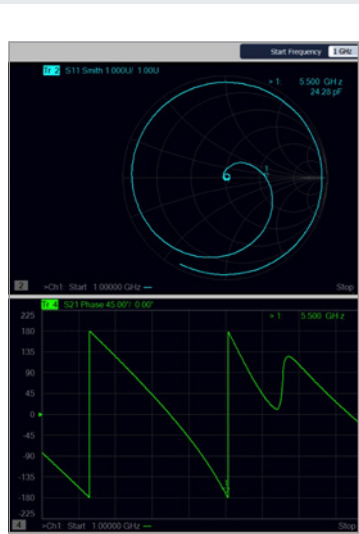 Start Frequency 1 GHz
Tr 2 S11 Smith 1.000U/ 1.00U
> 1: 5.500 GHz
24.28 pF
1
2 >Ch1: Start 1.00000 GHz — Stop
Tr 4 S21 Phase 45.00°/ 0.00°
225
> 1: 5.500 GHz
180
135
90
45
0
-45
-90
-135
-180
1
-225
4 >Ch1: Start 1.00000 GHz — Stop